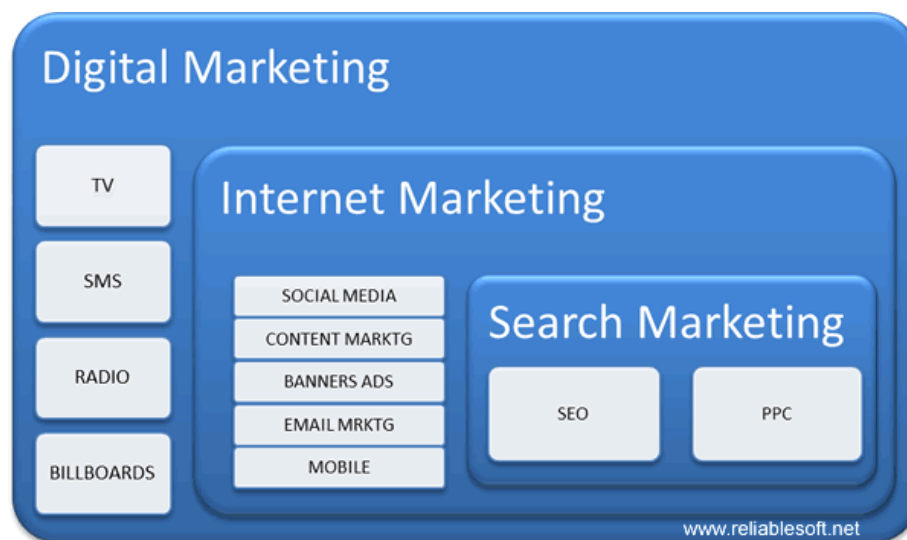 Digital Marketing
TV
SMS
RADIO
BILLBOARDS
Internet Marketing
SOCIAL MEDIA
CONTENT MARKTG
BANNERS ADS
EMAIL MRKTG
MOBILE
Search Marketing
SEO
PPC
www.reliablesoft.net